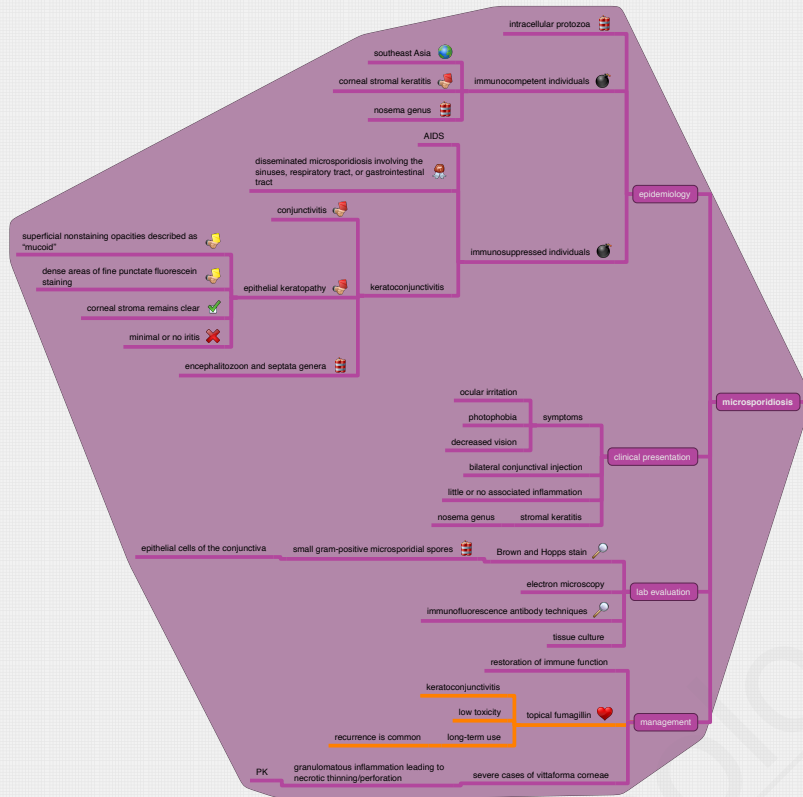 microsporidiosis
epidemiology
intracellular protozoa
immunocompetent individuals
southeast Asia
corneal stromal keratitis
nosema genus
immunosuppressed individuals
AIDS
disseminated microsporidiosis involving the
sinuses, respiratory tract, or gastrointestinal
tract
keratoconjunctivitis
conjunctivitis
epithelial keratopathy
superficial nonstaining opacities described as
“mucoid”
dense areas of fine punctate fluorescein
staining
corneal stroma remains clear
minimal or no iritis
encephalitozoon and septata genera
clinical presentation
symptoms
ocular irritation
photophobia
decreased vision
bilateral conjunctival injection
little or no associated inflammation
stromal keratitis
nosema genus
lab evaluation
Brown and Hopps stain
small gram-positive microsporidial spores
epithelial cells of the conjunctiva
electron microscopy
immunofluorescence antibody techniques
tissue culture
management
restoration of immune function
topical fumagillin
keratoconjunctivitis
low toxicity
long-term use
recurrence is common
severe cases of vittaforma corneae
granulomatous inflammation leading to
necrotic thinning/perforation
PK